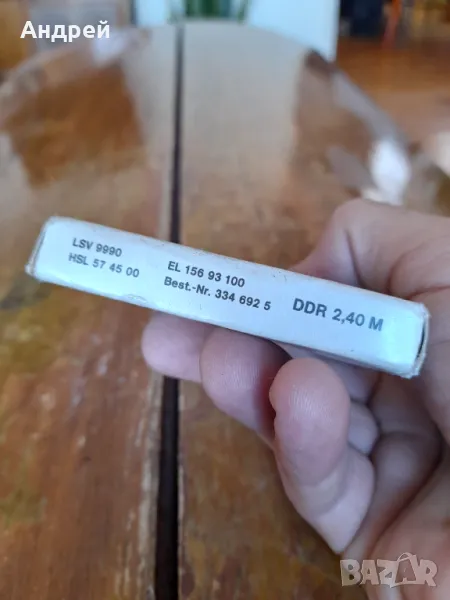 Андрей
LSV 9990
HSL 57 45 00
EL 156 93 100
Best.-Nr. 334 692 5
DDR 2,40 M
BAZAR